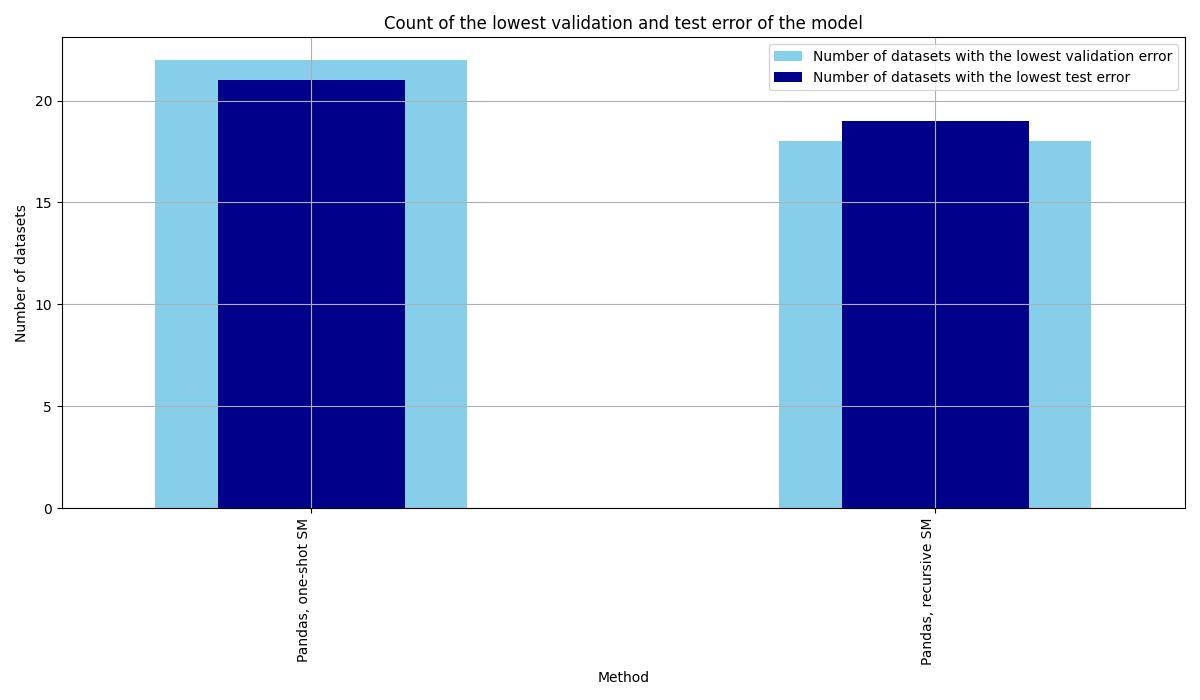 Count of the lowest validation and test error of the model
Number of datasets with the lowest validation error
Number of datasets with the lowest test error
Number of datasets
20
15
10
5
0
Pandas, one-shot SM
Pandas, recursive SM
Method